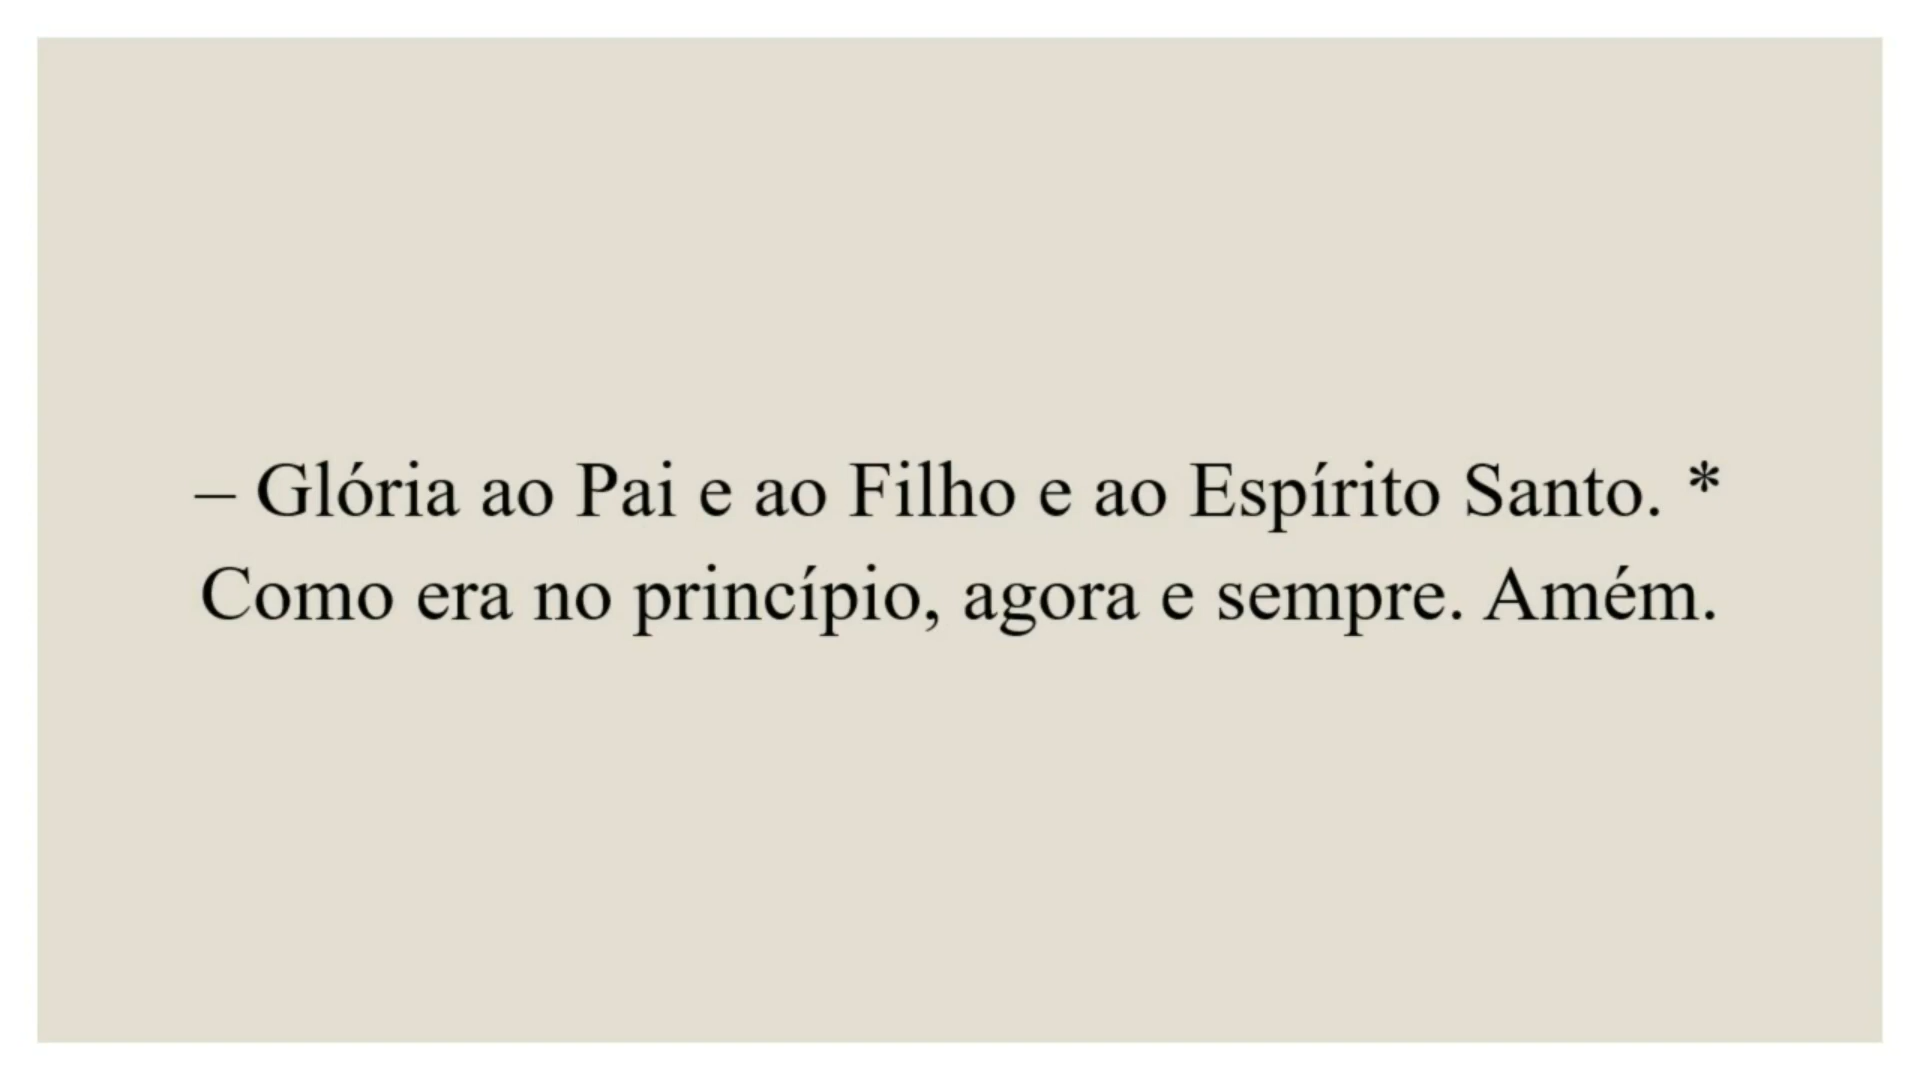 – Glória ao Pai e ao Filho e ao Espírito Santo. *
Como era no princípio, agora e sempre. Amém.